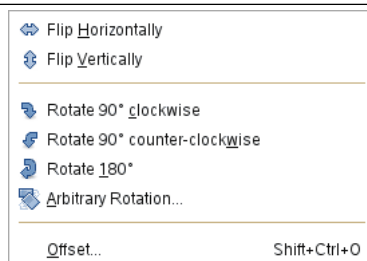 Flip Horizontally
Flip Vertically
Rotate 90° clockwise
Rotate 90° counter-clockwise
Rotate 180°
Arbitrary Rotation...
Offset... Shift+Ctrl+O